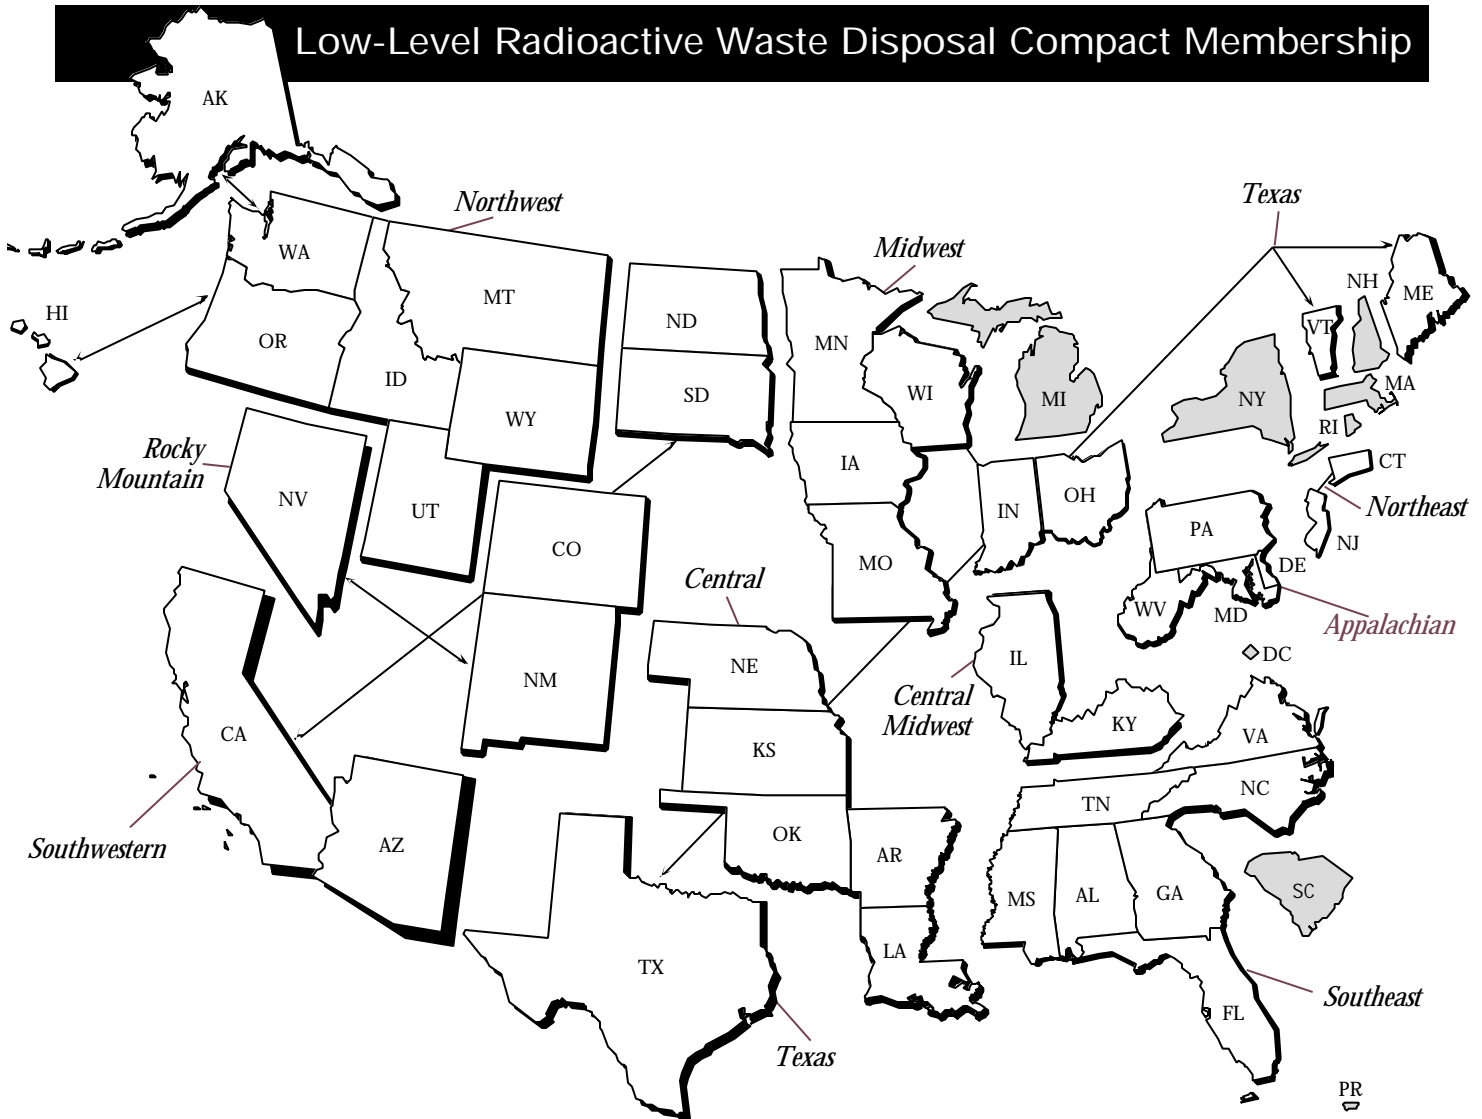 Low-Level Radioactive Waste Disposal Compact Membership
AK
Northwest
Texas
Midwest
WA
MT
HI
OR
ND
MN
NH
ME
VT
ID
WY
SD
WI
MI
NY
MA
RI
Rocky
Mountain
NV
UT
IA
IN
OH
CT
Northeast
CO
MO
PA
NJ
DE
Central
WV
MD
Appalachian
NM
NE
IL
DC
Central
Midwest
CA
KS
KY
VA
TN
NC
Southwestern
AZ
OK
AR
MS
AL
GA
SC
TX
LA
FL
Southeast
Texas
PR